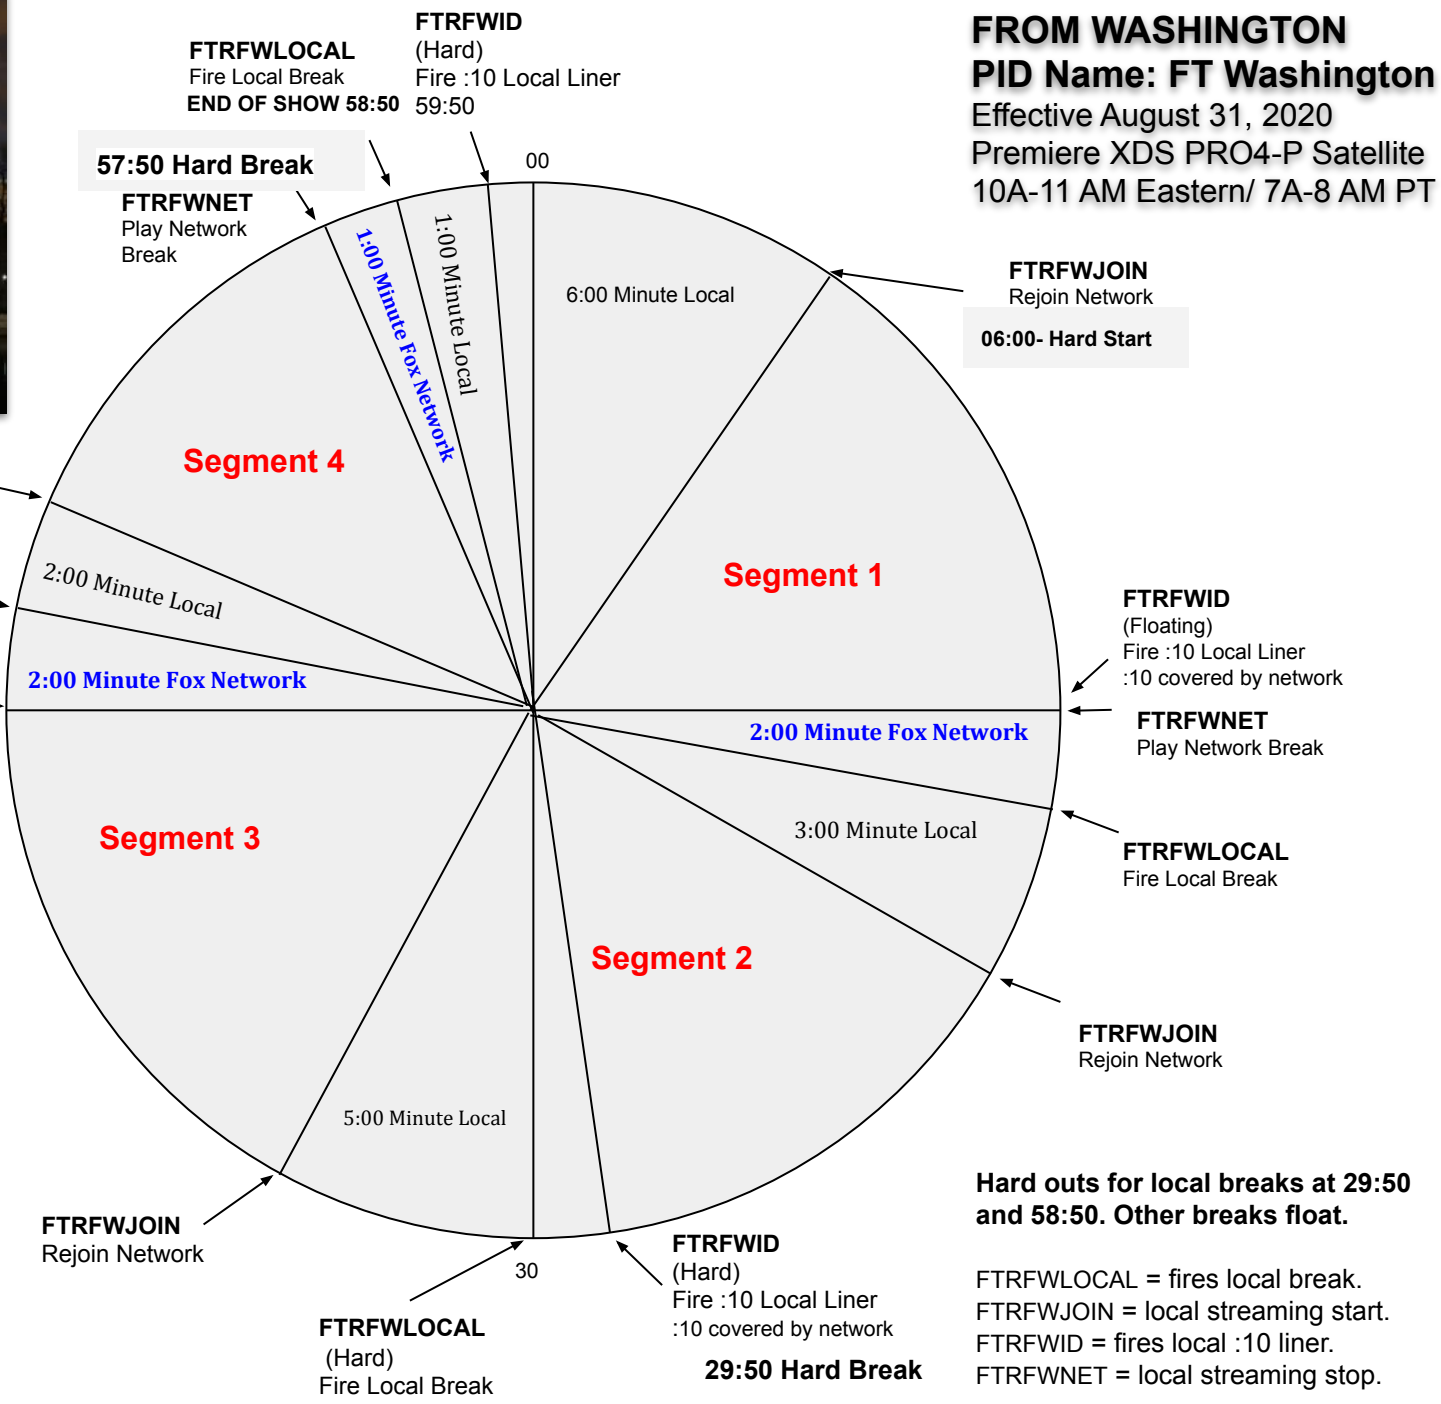 FROM WASHINGTON
PID Name: FT Washington
Effective August 31, 2020
Premiere XDS PRO4-P Satellite
10A-11 AM Eastern/ 7A-8 AM PT
FTRFWID
(Hard)
Fire :10 Local Liner
59:50
FTRFWLOCAL
Fire Local Break
END OF SHOW 58:50
57:50 Hard Break
FTRFWNET
Play Network
Break
00
1:00 Minute Fox Network
1:00 Minute Local
6:00 Minute Local
FTRFWJOIN
Rejoin Network
06:00- Hard Start
Segment 4
Segment 1
2:00 Minute Local
2:00 Minute Fox Network
FTRFWID
(Floating)
Fire :10 Local Liner
:10 covered by network
FTRFWNET
Play Network Break
2:00 Minute Fox Network
3:00 Minute Local
FTRFWLOCAL
Fire Local Break
Segment 3
Segment 2
FTRFWJOIN
Rejoin Network
5:00 Minute Local
FTRFWJOIN
Rejoin Network
30
FTRFWLOCAL
(Hard)
Fire Local Break
FTRFWID
(Hard)
Fire :10 Local Liner
:10 covered by network
29:50 Hard Break
Hard outs for local breaks at 29:50
and 58:50. Other breaks float.
FTRFWLOCAL = fires local break.
FTRFWJOIN = local streaming start.
FTRFWID = fires local :10 liner.
FTRFWNET = local streaming stop.